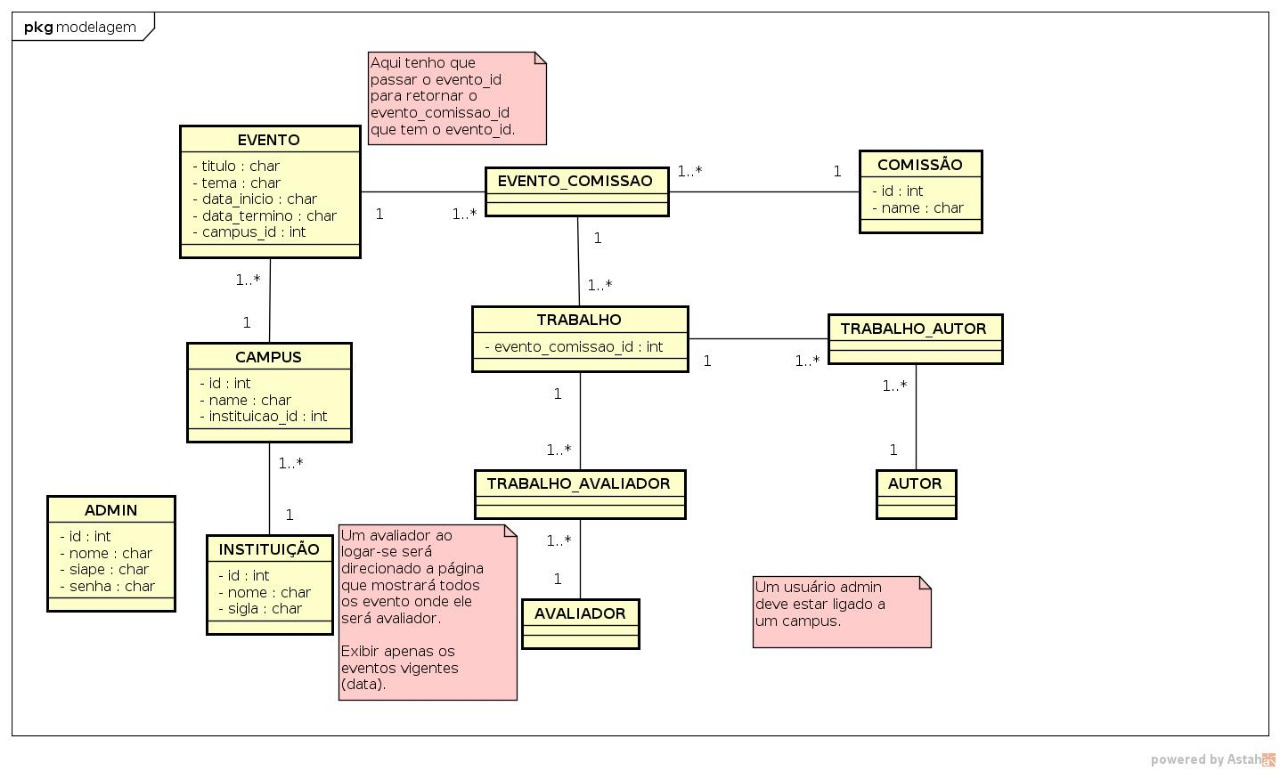 pkg modelagem
Aqui tenho que
passar o evento_id
para retornar o
evento_comissao_id
que tem o evento_id.
EVENTO
- titulo : char
- tema : char
- data_inicio : char
- data_termino : char
- campus_id : int
1
1..*
EVENTO_COMISSAO
1..*
1
COMISSÃO
- id : int
- name : char
1..*
1
1
1..*
CAMPUS
- id : int
- name : char
- instituicao_id : int
TRABALHO
- evento_comissao_id : int
1
1..*
TRABALHO_AUTOR
1..*
1
AUTOR
1
1..*
TRABALHO_AVALIADOR
1..*
1
AVALIADOR
1..*
1
ADMIN
- id : int
- nome : char
- siape : char
- senha : char
INSTITUIÇÃO
- id : int
- nome : char
- sigla : char
Um avaliador ao
logar-se será
direcionado a página
que mostrará todos
os evento onde ele
será avaliador.
Exibir apenas os
eventos vigentes
(data).
Um usuário admin
deve estar ligado a
um campus.
powered by Astah